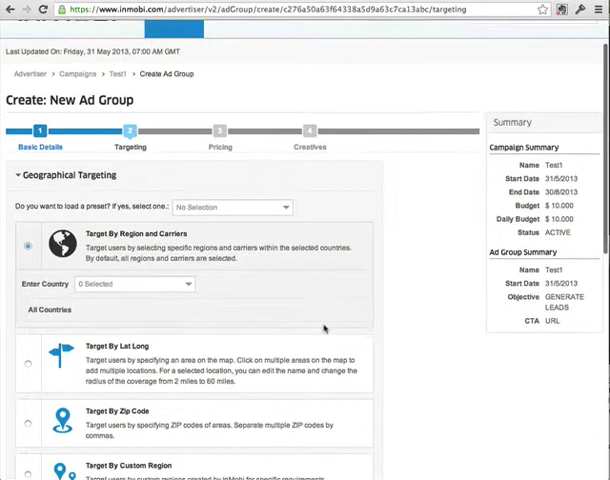 https://www.inmobi.com/advertiser/v2/adGroup/create/c276a50a63f64338a5d9a63c7ca13abc/targeting
Last Updated On: Friday, 31 May 2013, 07:00 AM GMT
Advertiser > Campaigns > Test1 > Create Ad Group
Create: New Ad Group
1 2 3 4
Basic Details Targeting Pricing Creatives
Geographical Targeting
Do you want to load a preset? If yes, select one.: No Selection
Target By Region and Carriers
Target users by selecting specific regions and carriers within the selected countries.
By default, all regions and carriers are selected.
Enter Country 0 Selected
All Countries
Target By Lat Long
Target users by specifying an area on the map. Click on multiple areas on the map to
add multiple locations. For a selected location, you can edit the name and change the
radius of the coverage from 2 miles to 60 miles.
Target By Zip Code
Target users by specifying ZIP codes of areas. Separate multiple ZIP codes by
commas.
Target By Custom Region
Target users by custom regions created by InMobi for specific requirements.
Summary
Campaign Summary
Name Test1
Start Date 31/5/2013
End Date 30/8/2013
Budget $ 10.000
Daily Budget $ 10.000
Status ACTIVE
Ad Group Summary
Name Test1
Start Date 31/5/2013
Objective GENERATE
LEADS
CTA URL